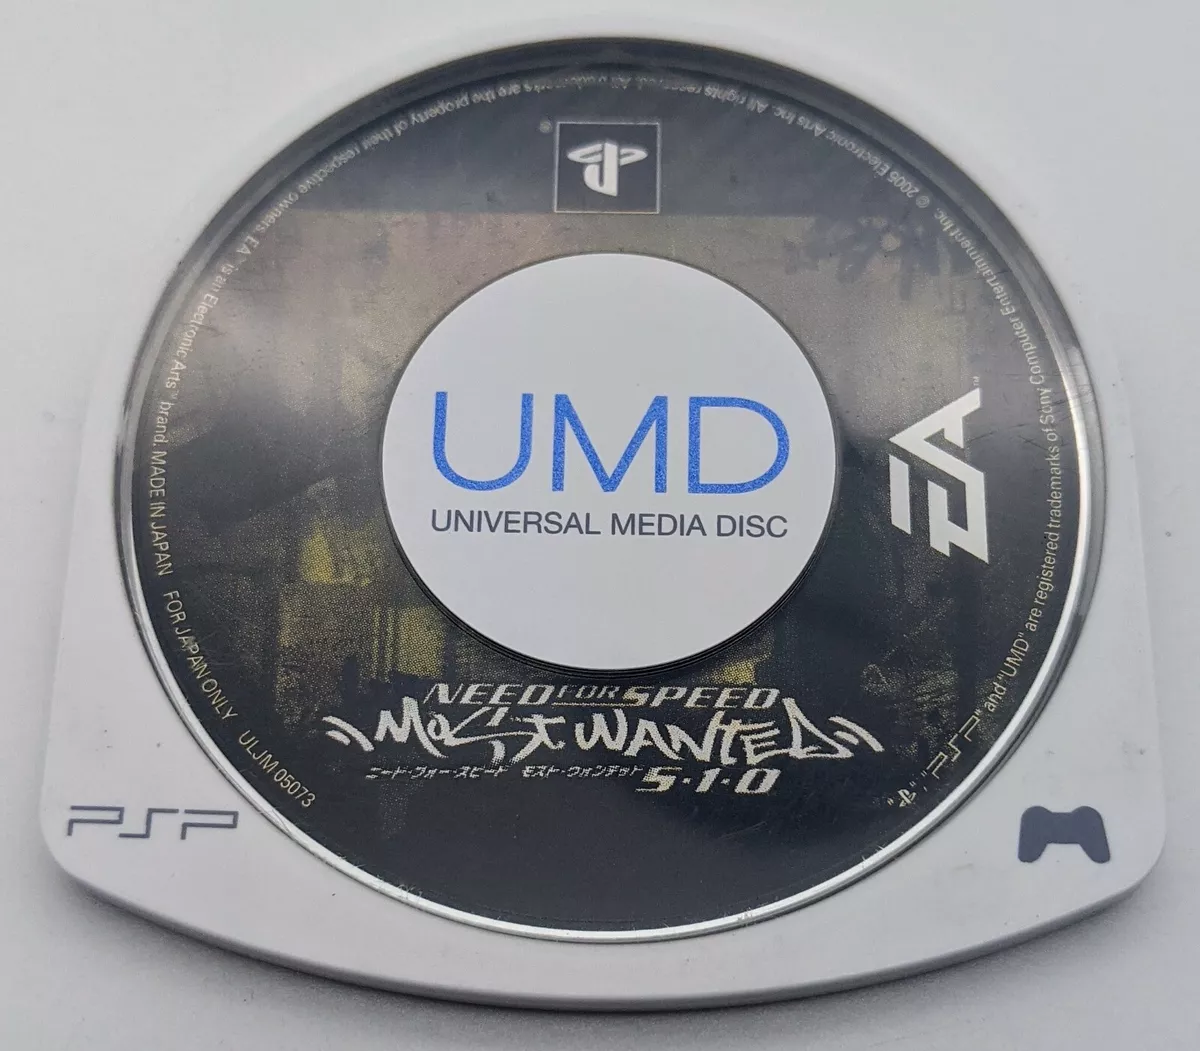 UMD
UNIVERSAL MEDIA DISC
EA™
NEED FOR SPEED
MOST WANTED
ニード・フォー・スピード モスト・ウォンテッド
5-1-0
PSP
"PSP" and "UMD" are registered trademarks of Sony Computer Entertainment Inc. © 2005 Electronic Arts Inc. All rights reserved. All trademarks are the property of their respective owners. EA™ is an Electronic Arts™ brand. MADE IN JAPAN FOR JAPAN ONLY ULJM 05073